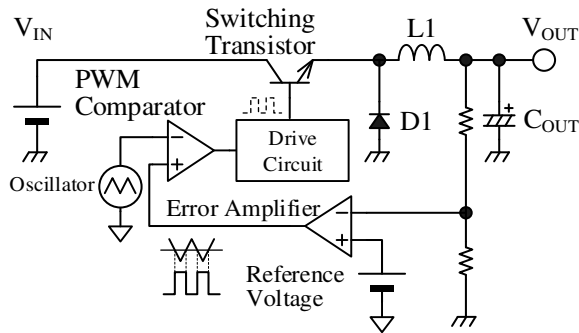 Switching
Transistor
V_IN
L1
V_OUT
PWM
Comparator
D1
C_OUT
+
−
+
Drive
Circuit
Oscillator
Error Amplifier
−
+
Reference
Voltage